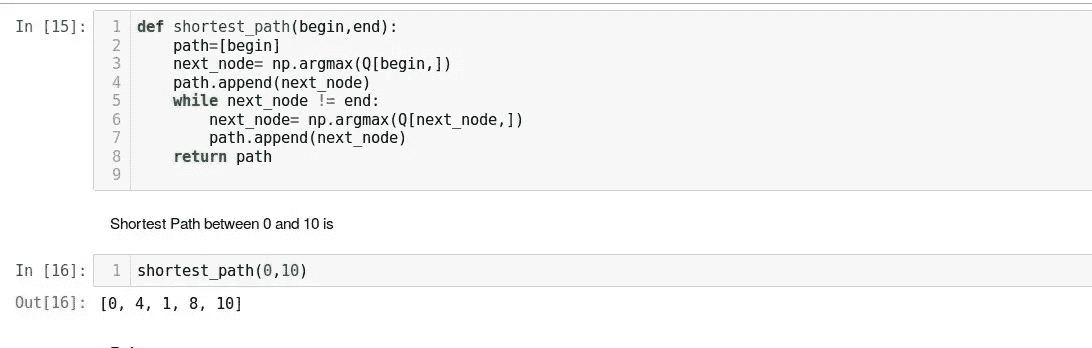 In [15]:
1 def shortest_path(begin,end):
2     path=[begin]
3     next_node= np.argmax(Q[begin,])
4     path.append(next_node)
5     while next_node != end:
6         next_node= np.argmax(Q[next_node,])
7         path.append(next_node)
8     return path
9
Shortest Path between 0 and 10 is
In [16]: 1 shortest_path(0,10)
Out[16]: [0, 4, 1, 8, 10]